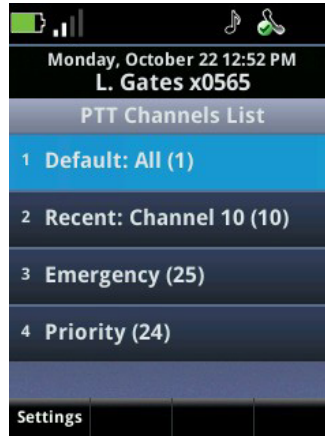 Monday, October 22 12:52 PM
L. Gates x0565
PTT Channels List
1 Default: All (1)
2 Recent: Channel 10 (10)
3 Emergency (25)
4 Priority (24)
Settings